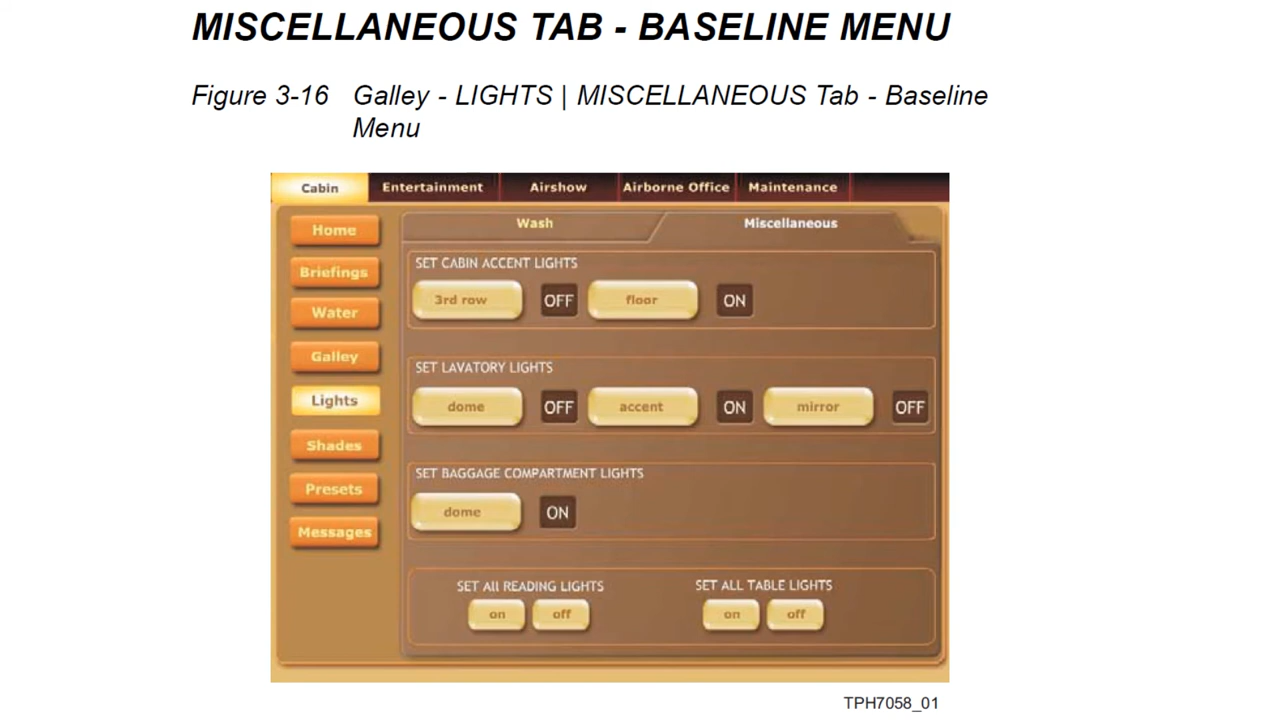 MISCELLANEOUS TAB - BASELINE MENU
Figure 3-16 Galley - LIGHTS | MISCELLANEOUS Tab - Baseline
Menu
Cabin Entertainment Airshow Airborne Office Maintenance
Home
Briefings
Water
Galley
Lights
Shades
Presets
Messages
Wash Miscellaneous
SET CABIN ACCENT LIGHTS
3rd row OFF floor ON
SET LAVATORY LIGHTS
dome OFF accent ON mirror OFF
SET BAGGAGE COMPARTMENT LIGHTS
dome ON
SET All READING LIGHTS SET ALL TABLE LIGHTS
on off on off
TPH7058_01